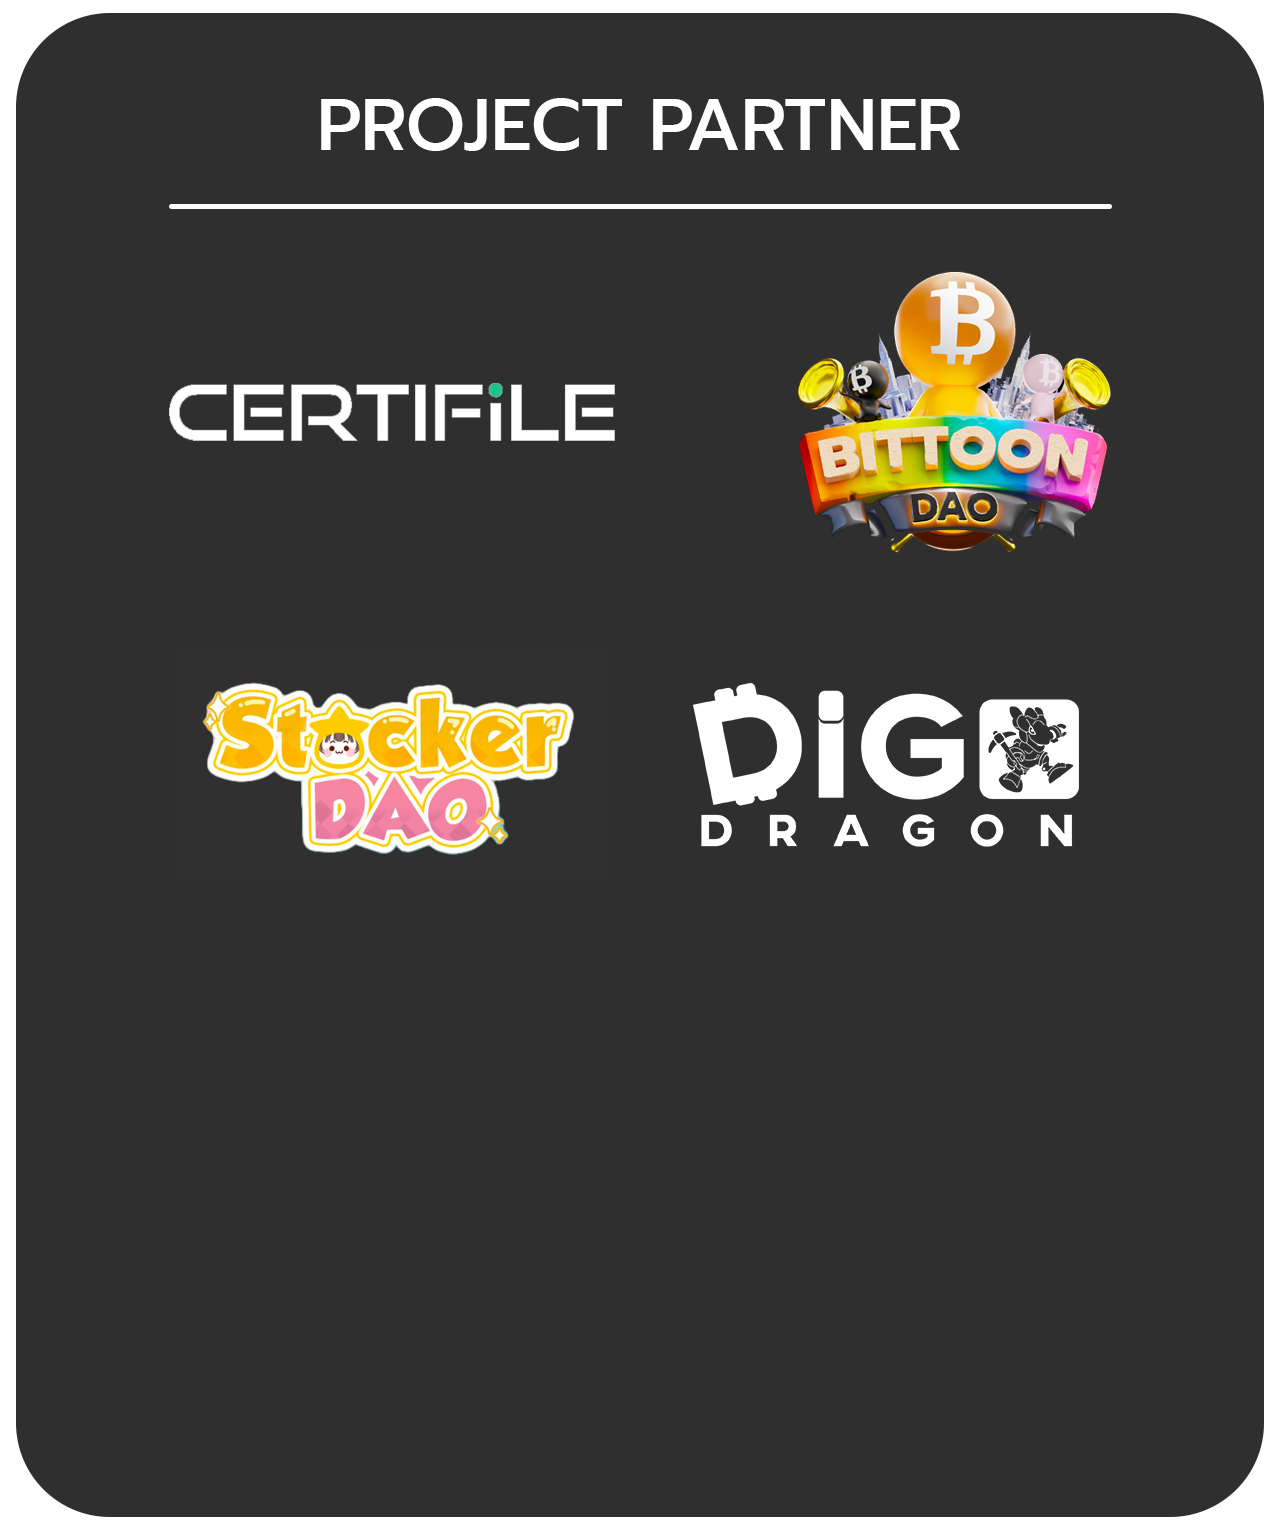 PROJECT PARTNER
CERTIFiLE
BITTOON
DAO
Stocker
DAO
DiG
DRAGON